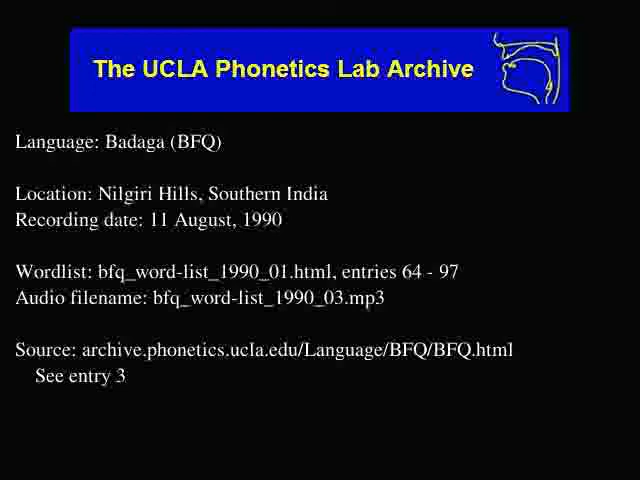 The UCLA Phonetics Lab Archive
Language: Badaga (BFQ)
Location: Nilgiri Hills, Southern India
Recording date: 11 August, 1990
Wordlist: bfq_word-list_1990_01.html, entries 64 - 97
Audio filename: bfq_word-list_1990_03.mp3
Source: archive.phonetics.ucla.edu/Language/BFQ/BFQ.html
See entry 3